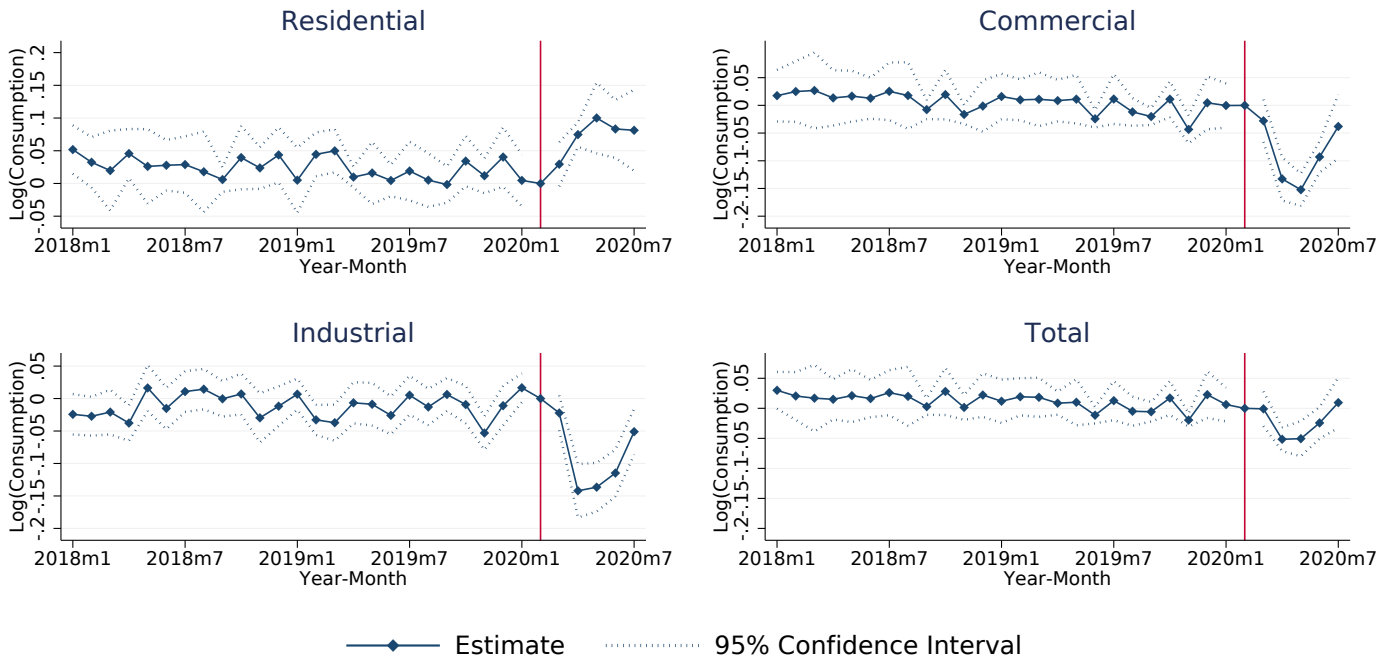 Residential
Log(Consumption)
.2
.15
.1
.05
0
-.05
2018m1 2018m7 2019m1 2019m7 2020m1 2020m7
Year-Month
Commercial
Log(Consumption)
.05
0
-.05
-.1
-.15
-.2
2018m1 2018m7 2019m1 2019m7 2020m1 2020m7
Year-Month
Industrial
Log(Consumption)
.05
0
-.05
-.1
-.15
-.2
2018m1 2018m7 2019m1 2019m7 2020m1 2020m7
Year-Month
Total
Log(Consumption)
.05
0
-.05
-.1
-.15
-.2
2018m1 2018m7 2019m1 2019m7 2020m1 2020m7
Year-Month
Estimate 95% Confidence Interval